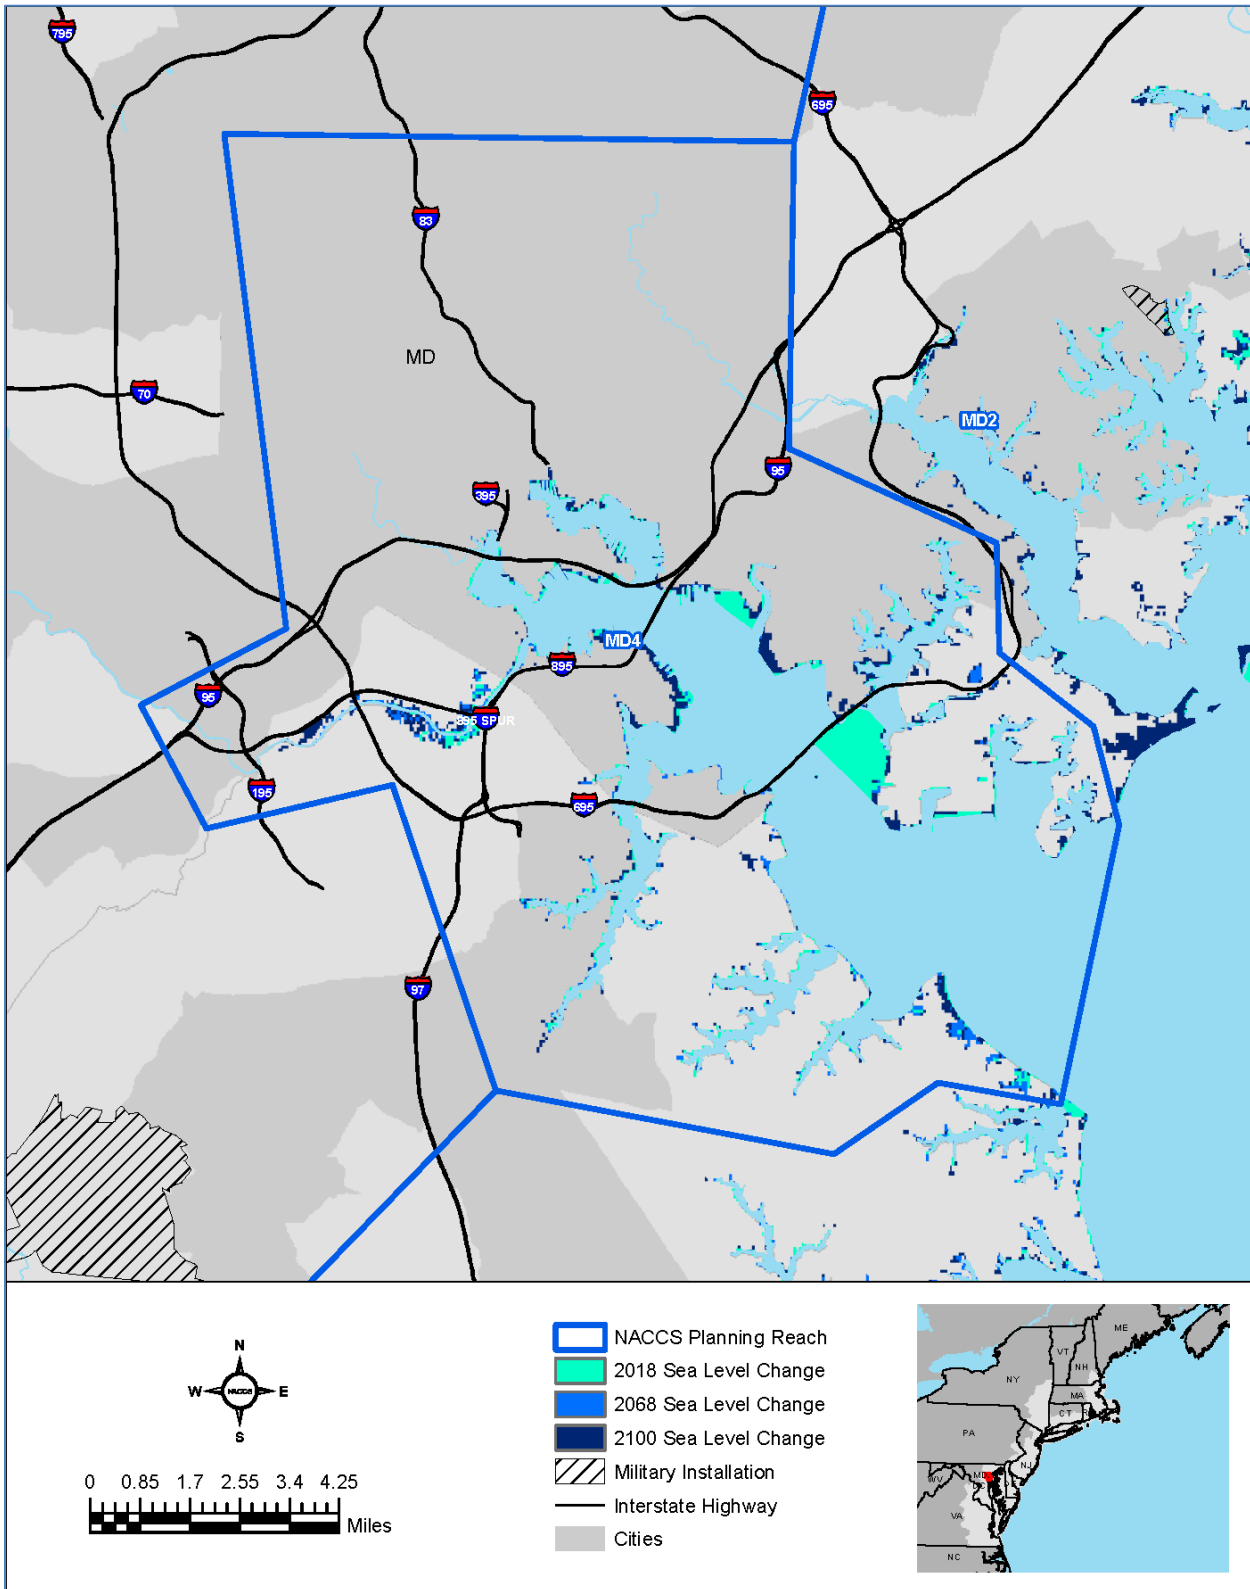 795
695
83
MD
70
MD2
95
395
MD4
895
95
895 SPUR
195
695
97
N
W
NACCS
E
S
0 0.85 1.7 2.55 3.4 4.25
Miles
NACCS Planning Reach
2018 Sea Level Change
2068 Sea Level Change
2100 Sea Level Change
Military Installation
Interstate Highway
Cities
ME
VT
NH
NY
MA
CT
R
PA
NJ
MD
WV
VA
NC